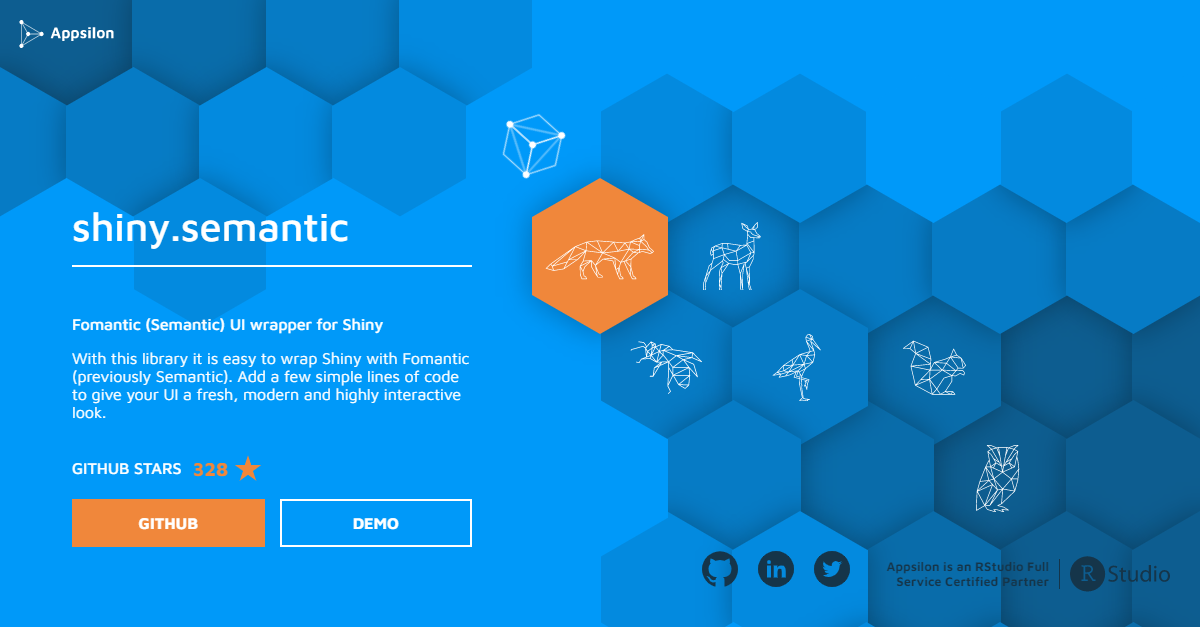 Appsilon
shiny.semantic
Fomantic (Semantic) UI wrapper for Shiny
With this library it is easy to wrap Shiny with Fomantic
(previously Semantic). Add a few simple lines of code
to give your UI a fresh, modern and highly interactive
look.
GITHUB STARS 328
GITHUB
DEMO
in
Appsilon is an RStudio Full
Service Certified Partner
R Studio